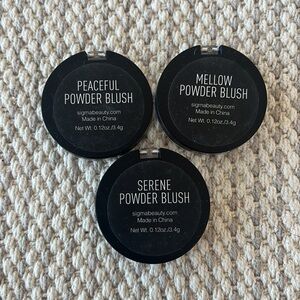 PEACEFUL
POWDER BLUSH
sigmabeauty.com
Made in China
Net Wt. 0.12oz./3.4g
MELLOW
POWDER BLUSH
sigmabeauty.com
Made in China
Net Wt. 0.12oz./3.4g
SERENE
POWDER BLUSH
sigmabeauty.com
Made in China
Net Wt. 0.12oz./3.4g